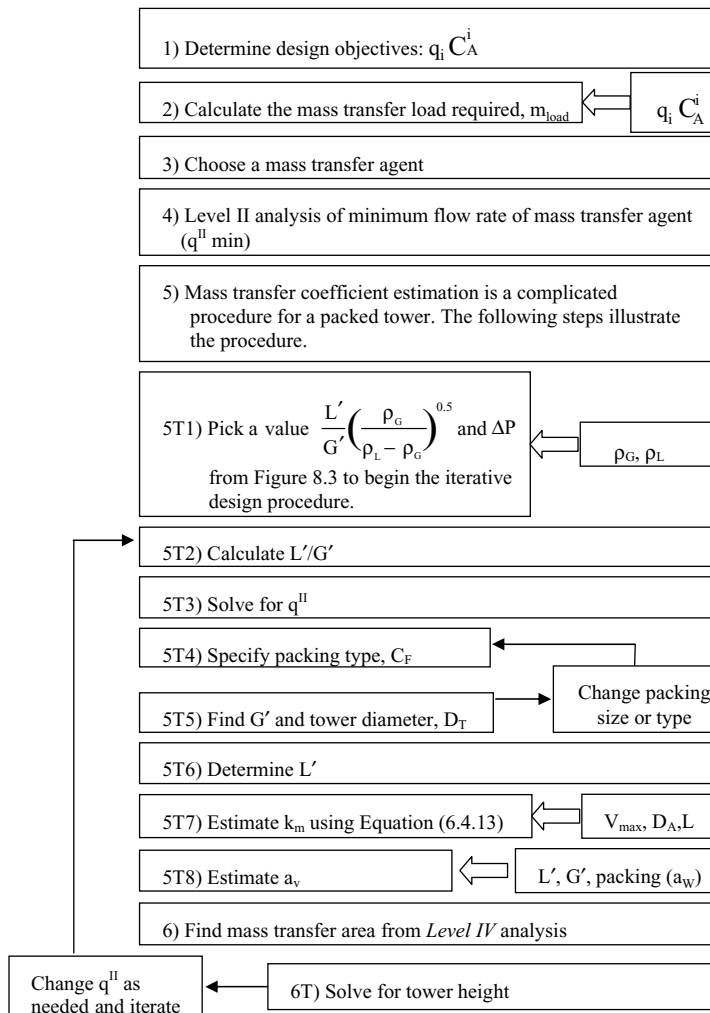 1) Determine design objectives: qᵢ C_A^i
2) Calculate the mass transfer load required, m_load
qᵢ C_A^i
3) Choose a mass transfer agent
4) Level II analysis of minimum flow rate of mass transfer agent
(q^II min)
5) Mass transfer coefficient estimation is a complicated
procedure for a packed tower. The following steps illustrate
the procedure.
5T1) Pick a value L′/G′ (ρ_G/(ρ_L − ρ_G))^0.5 and ΔP
from Figure 8.3 to begin the iterative
design procedure.
ρ_G, ρ_L
5T2) Calculate L′/G′
5T3) Solve for q^II
5T4) Specify packing type, C_F
Change packing
size or type
5T5) Find G′ and tower diameter, D_T
5T6) Determine L′
5T7) Estimate k_m using Equation (6.4.13)
V_max, D_A,L
5T8) Estimate a_v
L′, G′, packing (a_W)
6) Find mass transfer area from Level IV analysis
6T) Solve for tower height
Change q^II as
needed and iterate